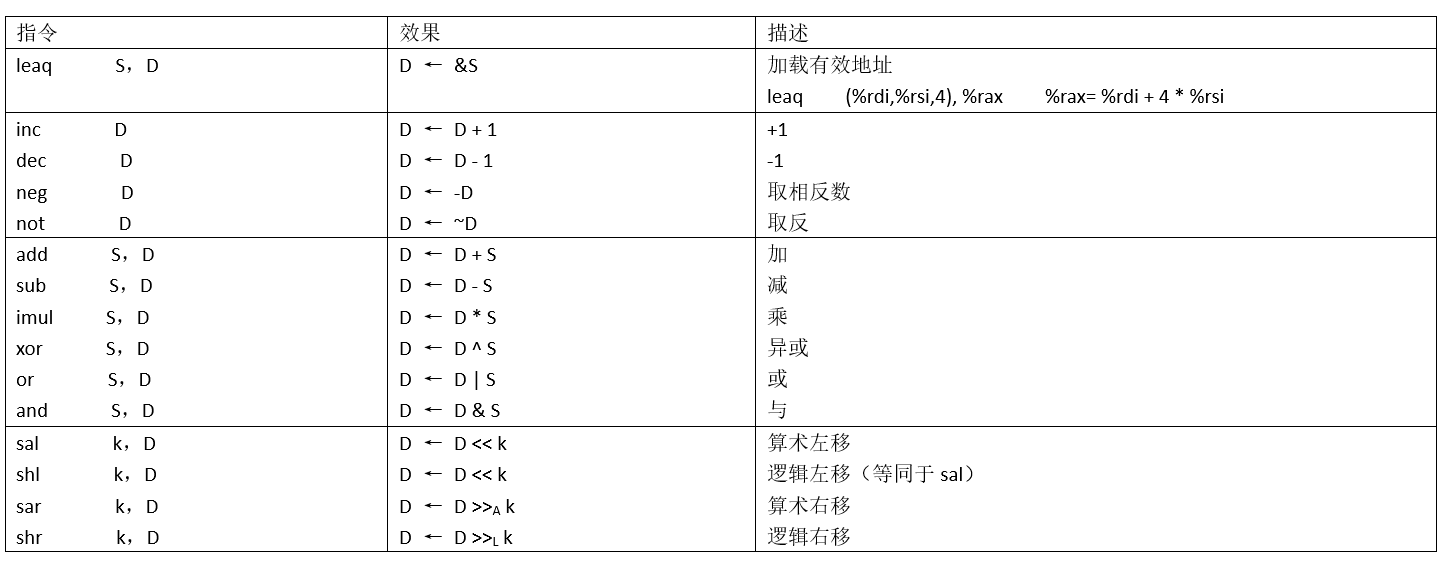 指令 效果 描述
leaq S，D D ← &S 加载有效地址
leaq (%rdi,%rsi,4), %rax %rax= %rdi + 4 * %rsi
inc D D ← D + 1 +1
dec D D ← D - 1 -1
neg D D ← -D 取相反数
not D D ← ~D 取反
add S，D D ← D + S 加
sub S，D D ← D - S 减
imul S，D D ← D * S 乘
xor S，D D ← D ^ S 异或
or S，D D ← D | S 或
and S，D D ← D & S 与
sal k，D D ← D << k 算术左移
shl k，D D ← D << k 逻辑左移（等同于 sal）
sar k，D D ← D >>A k 算术右移
shr k，D D ← D >>L k 逻辑右移